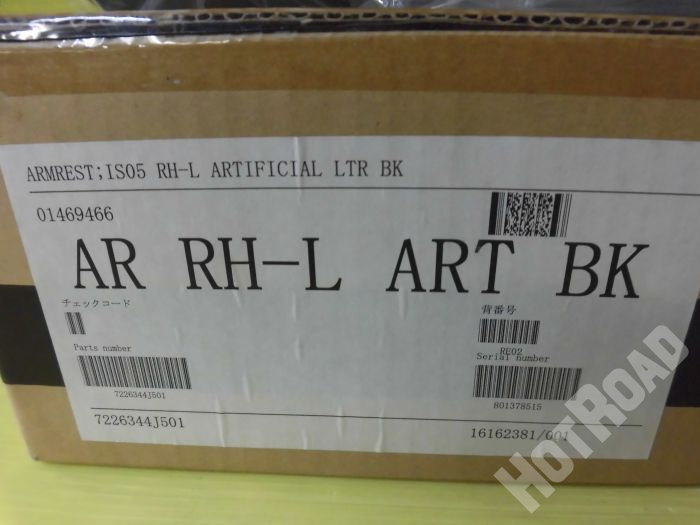 ARMREST;IS05 RH-L ARTIFICIAL LTR BK
01469466
AR RH-L ART BK
チェックコード
背番号
RE02
Parts number
Serial number
7226344J501
801378515
7226344J501
16162381/001
HOTROAD